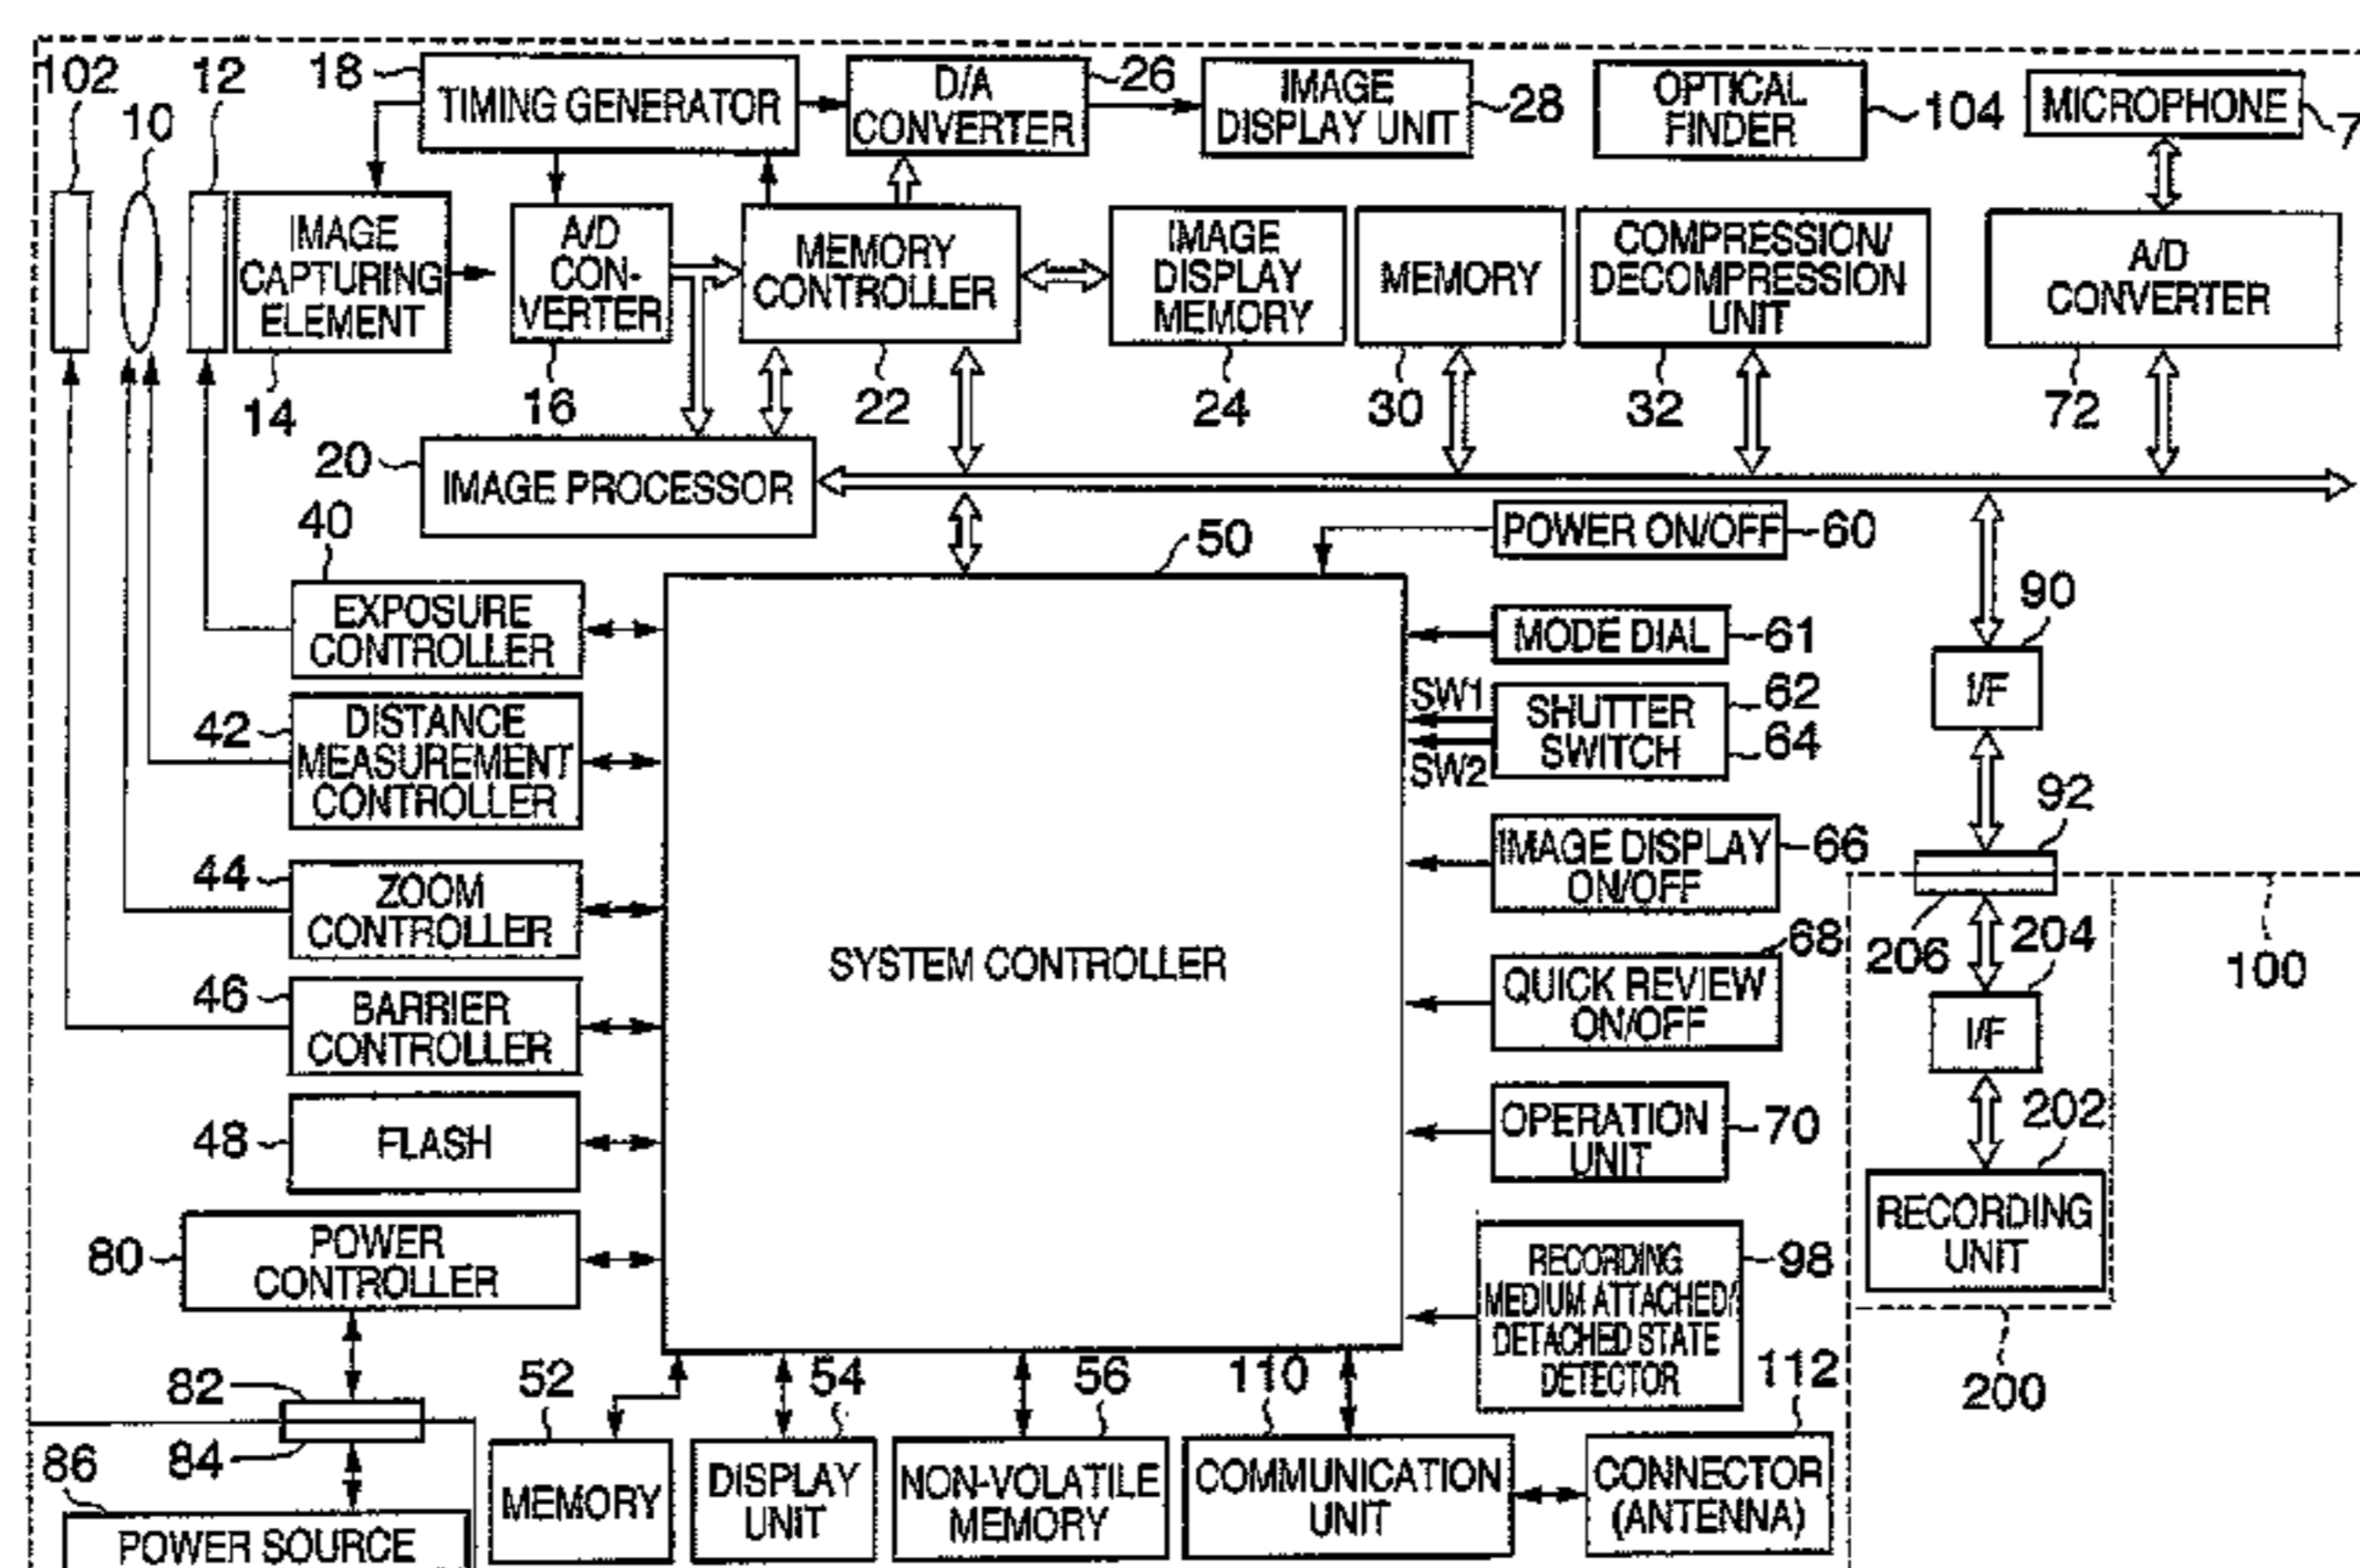 102
12
18
TIMING GENERATOR
D/A
CONVERTER
26
IMAGE
DISPLAY UNIT
28
OPTICAL
FINDER
104
MICROPHONE
7
10
IMAGE
CAPTURING
ELEMENT
14
A/D
CON-
VERTER
16
MEMORY
CONTROLLER
22
IMAGE
DISPLAY
MEMORY
24
MEMORY
30
COMPRESSION/
DECOMPRESSION
UNIT
32
A/D
CONVERTER
72
20
IMAGE PROCESSOR
40
EXPOSURE
CONTROLLER
50
POWER ON/OFF
60
MODE DIAL
61
SW1
SW2
SHUTTER
SWITCH
62
64
90
I/F
42
DISTANCE
MEASUREMENT
CONTROLLER
92
IMAGE DISPLAY
ON/OFF
66
44
ZOOM
CONTROLLER
SYSTEM CONTROLLER
68
QUICK REVIEW
ON/OFF
206
204
100
I/F
46
BARRIER
CONTROLLER
48
FLASH
OPERATION
UNIT
70
202
RECORDING
UNIT
80
POWER
CONTROLLER
RECORDING
MEDIUM ATTACHED/
DETACHED STATE
DETECTOR
98
200
82
84
86
POWER SOURCE
52
MEMORY
54
DISPLAY
UNIT
56
NON-VOLATILE
MEMORY
110
COMMUNICATION
UNIT
112
CONNECTOR
(ANTENNA)